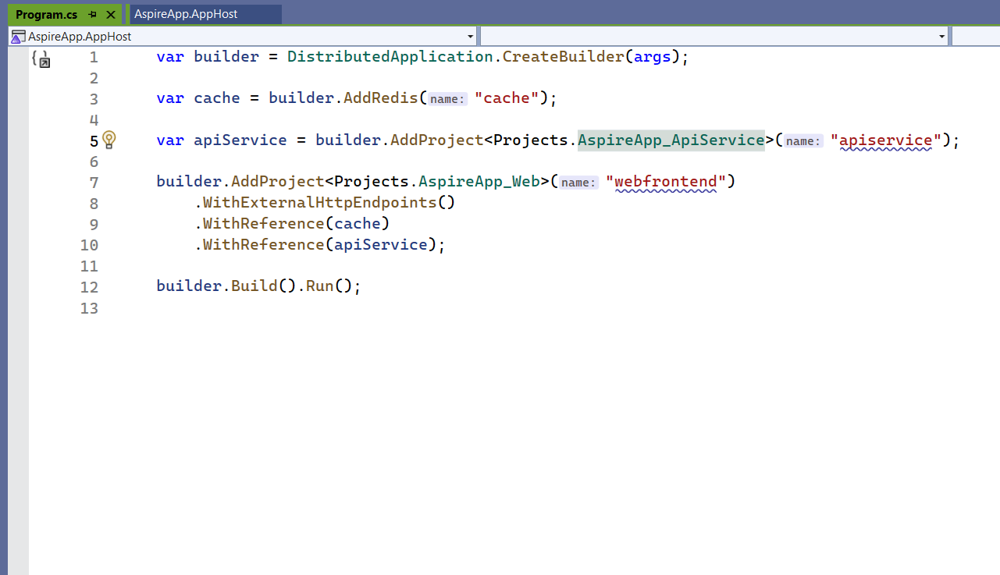 Program.cs AspireApp.AppHost
AspireApp.AppHost
1 var builder = DistributedApplication.CreateBuilder(args);
2
3 var cache = builder.AddRedis(name: "cache");
4
5 var apiService = builder.AddProject<Projects.AspireApp_ApiService>(name: "apiservice");
6
7 builder.AddProject<Projects.AspireApp_Web>(name: "webfrontend")
8 .WithExternalHttpEndpoints()
9 .WithReference(cache)
10 .WithReference(apiService);
11
12 builder.Build().Run();
13